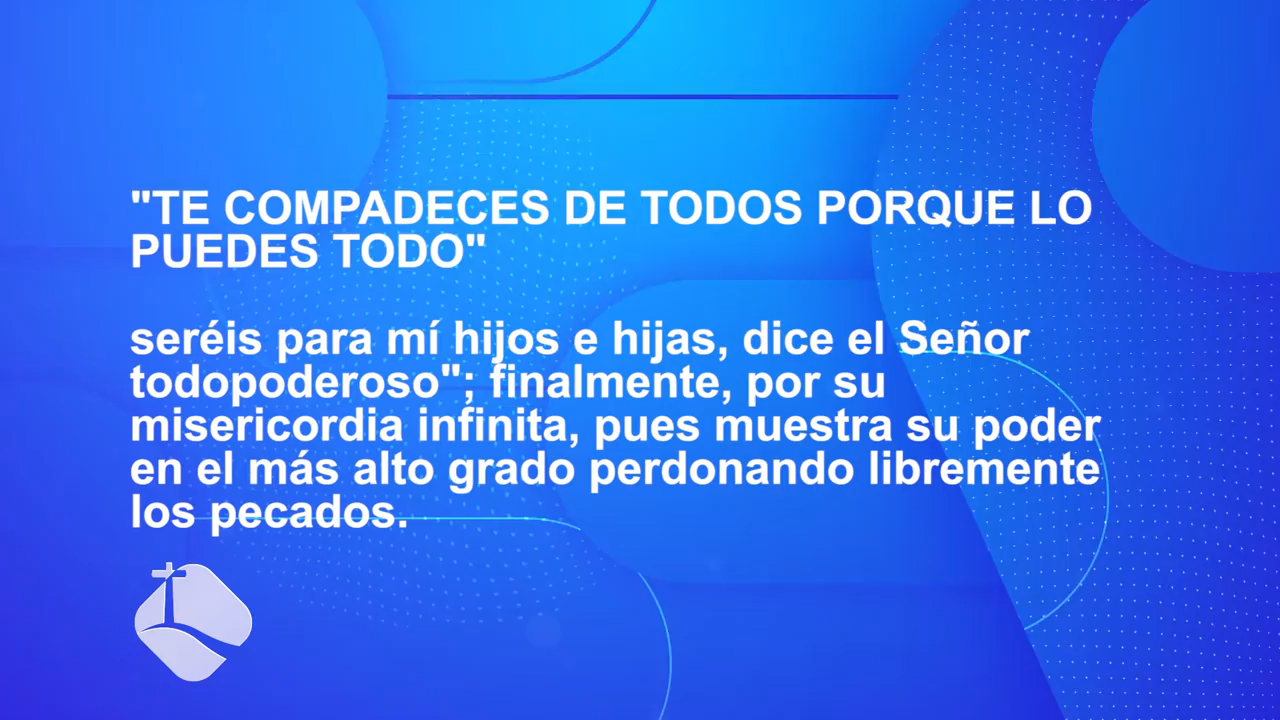 "TE COMPADECES DE TODOS PORQUE LO
PUEDES TODO"
seréis para mí hijos e hijas, dice el Señor
todopoderoso"; finalmente, por su
misericordia infinita, pues muestra su poder
en el más alto grado perdonando libremente
los pecados.